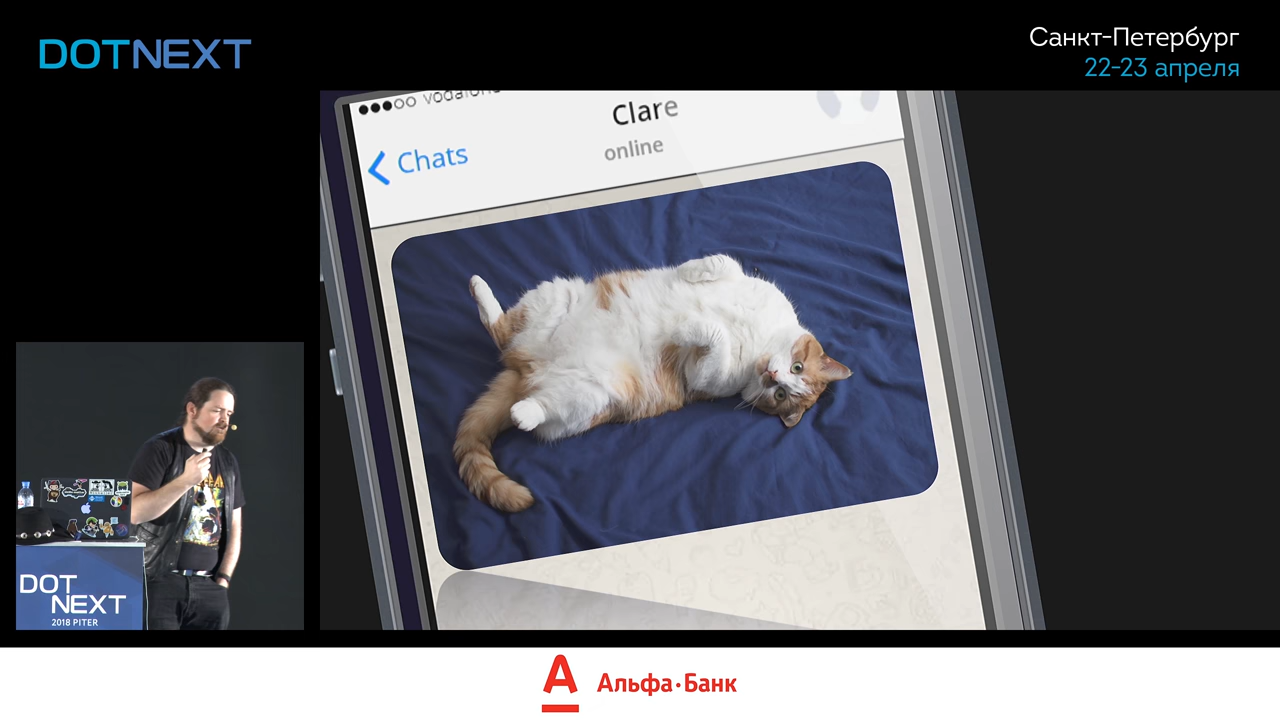 DOTNEXT
Санкт-Петербург
22-23 апреля
vodafone
Clare
Chats
online
DOT
NEXT
2018 PITER
А
Альфа·Банк